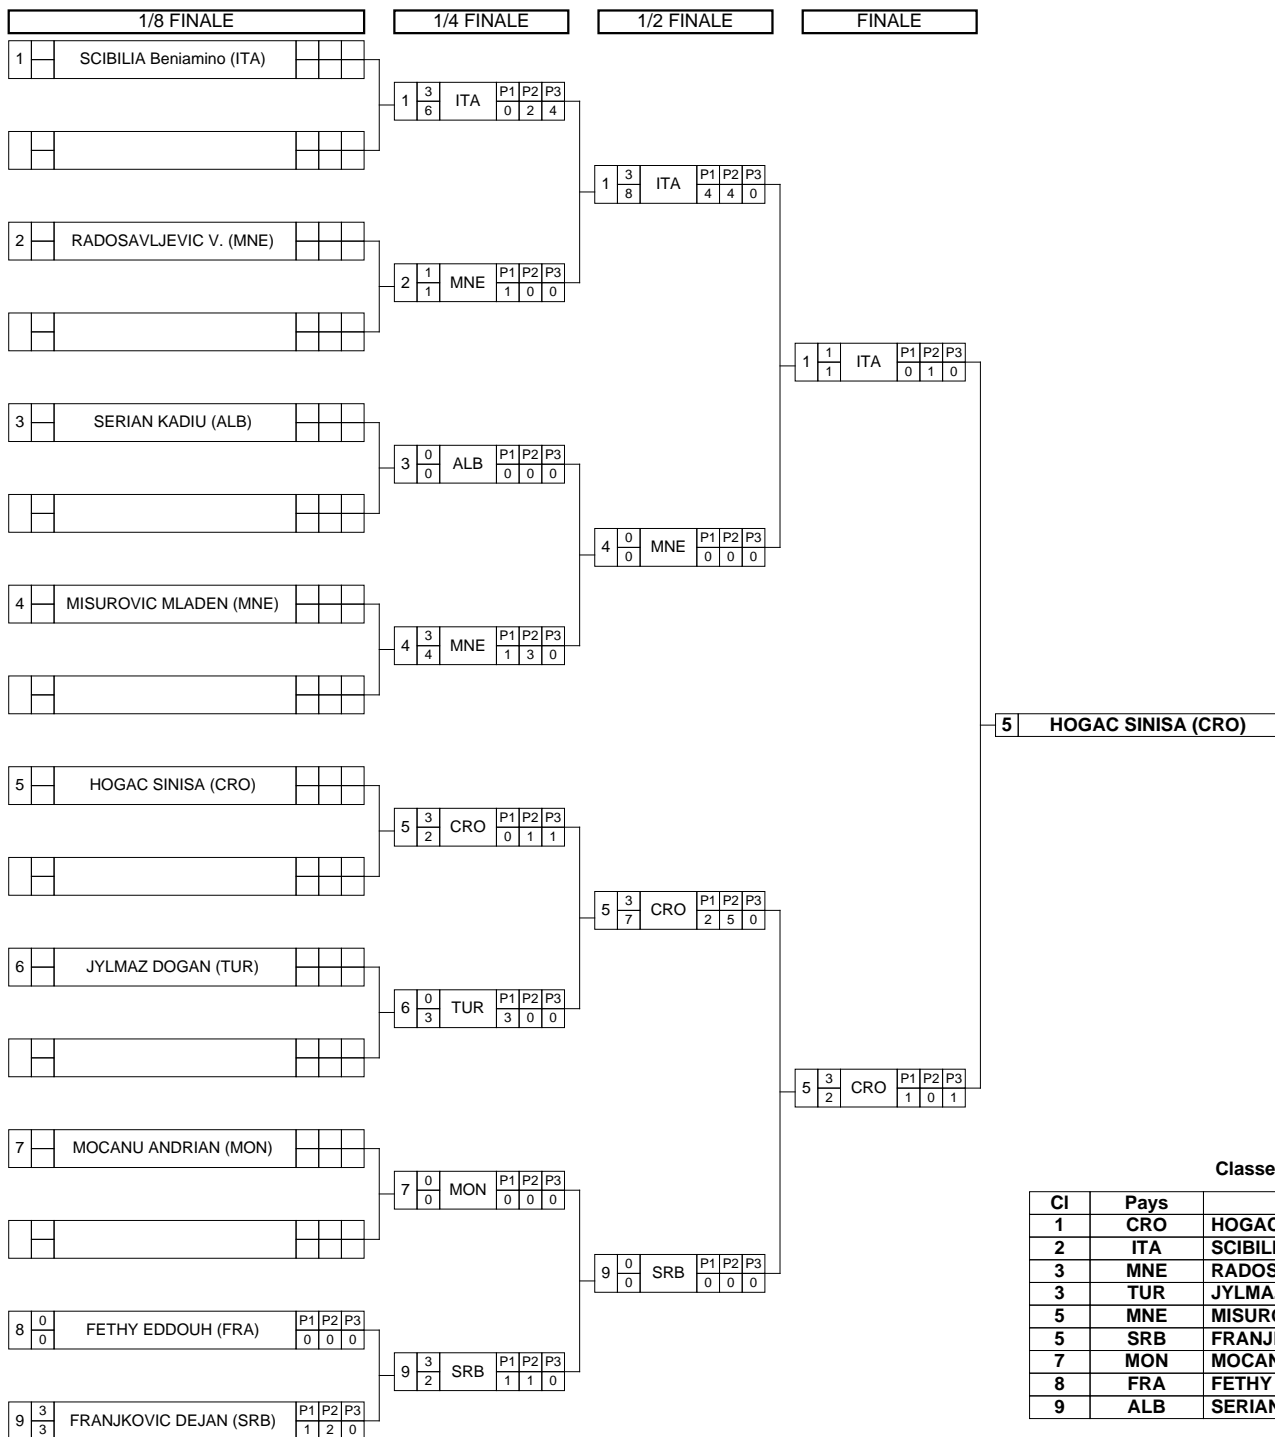 1/8 FINALE 1/4 FINALE 1/2 FINALE FINALE
1 SCIBILIA Beniamino (ITA)
1 3 6 ITA P1 P2 P3 0 2 4
1 3 8 ITA P1 P2 P3 4 4 0
2 RADOSAVLJEVIC V. (MNE)
2 1 1 MNE P1 P2 P3 1 0 0
1 1 1 ITA P1 P2 P3 0 1 0
3 SERIAN KADIU (ALB)
3 0 0 ALB P1 P2 P3 0 0 0
4 0 0 MNE P1 P2 P3 0 0 0
4 MISUROVIC MLADEN (MNE)
4 3 4 MNE P1 P2 P3 1 3 0
5 HOGAC SINISA (CRO)
5 HOGAC SINISA (CRO)
5 3 2 CRO P1 P2 P3 0 1 1
5 3 7 CRO P1 P2 P3 2 5 0
6 JYLMAZ DOGAN (TUR)
6 0 3 TUR P1 P2 P3 3 0 0
5 3 2 CRO P1 P2 P3 1 0 1
7 MOCANU ANDRIAN (MON)
7 0 0 MON P1 P2 P3 0 0 0
9 0 0 SRB P1 P2 P3 0 0 0
8 0 0 FETHY EDDOUH (FRA) P1 P2 P3 0 0 0
9 3 2 SRB P1 P2 P3 1 1 0
9 3 3 FRANJKOVIC DEJAN (SRB) P1 P2 P3 1 2 0
Classe
Cl Pays
1 CRO HOGAC
2 ITA SCIBILI
3 MNE RADOS
3 TUR JYLMA
5 MNE MISURO
5 SRB FRANJ
7 MON MOCAN
8 FRA FETHY
9 ALB SERIAN